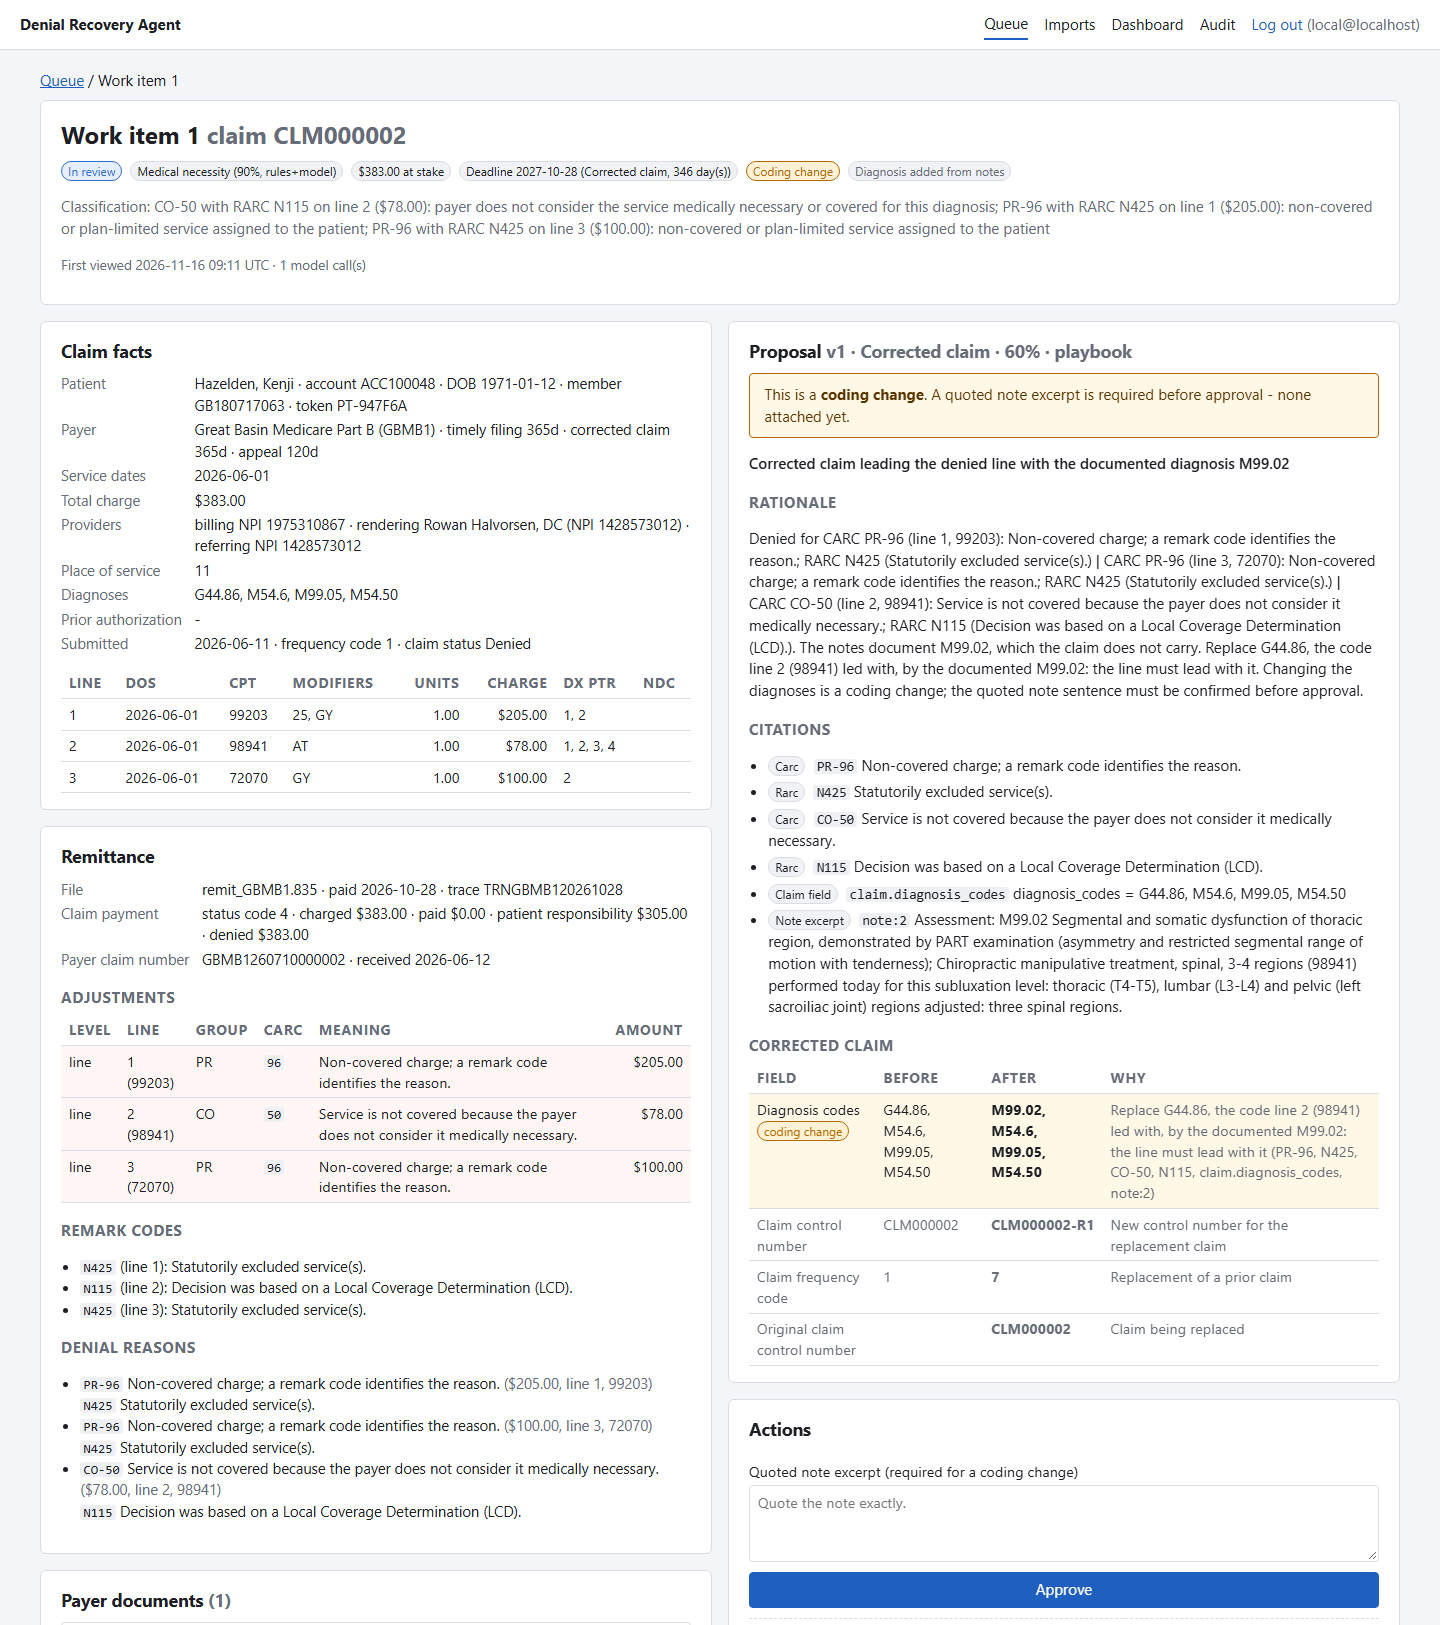 Denial Recovery Agent
Queue Imports Dashboard Audit Log out (local@localhost)
Queue / Work item 1
Work item 1 claim CLM000002
In review Medical necessity (90%, rules+model) $383.00 at stake Deadline 2027-10-28 (Corrected claim, 346 day(s)) Coding change Diagnosis added from notes
Classification: CO-50 with RARC N115 on line 2 ($78.00): payer does not consider the service medically necessary or covered for this diagnosis; PR-96 with RARC N425 on line 1 ($205.00): non-covered
or plan-limited service assigned to the patient; PR-96 with RARC N425 on line 3 ($100.00): non-covered or plan-limited service assigned to the patient
First viewed 2026-11-16 09:11 UTC · 1 model call(s)
Claim facts
Patient Hazelden, Kenji · account ACC100048 · DOB 1971-01-12 · member
GB180717063 · token PT-947F6A
Payer Great Basin Medicare Part B (GBMB1) · timely filing 365d · corrected claim
365d · appeal 120d
Service dates 2026-06-01
Total charge $383.00
Providers billing NPI 1975310867 · rendering Rowan Halvorsen, DC (NPI 1428573012) ·
referring NPI 1428573012
Place of service 11
Diagnoses G44.86, M54.6, M99.05, M54.50
Prior authorization -
Submitted 2026-06-11 · frequency code 1 · claim status Denied
LINE DOS CPT MODIFIERS UNITS CHARGE DX PTR NDC
1 2026-06-01 99203 25, GY 1.00 $205.00 1, 2
2 2026-06-01 98941 AT 1.00 $78.00 1, 2, 3, 4
3 2026-06-01 72070 GY 1.00 $100.00 2
Remittance
File remit_GBMB1.835 · paid 2026-10-28 · trace TRNGBMB120261028
Claim payment status code 4 · charged $383.00 · paid $0.00 · patient responsibility $305.00
· denied $383.00
Payer claim number GBMB1260710000002 · received 2026-06-12
ADJUSTMENTS
LEVEL LINE GROUP CARC MEANING AMOUNT
line 1 PR 96 Non-covered charge; a remark code $205.00
(99203) identifies the reason.
line 2 CO 50 Service is not covered because the payer $78.00
(98941) does not consider it medically necessary.
line 3 PR 96 Non-covered charge; a remark code $100.00
(72070) identifies the reason.
REMARK CODES
N425 (line 1): Statutorily excluded service(s).
N115 (line 2): Decision was based on a Local Coverage Determination (LCD).
N425 (line 3): Statutorily excluded service(s).
DENIAL REASONS
PR-96 Non-covered charge; a remark code identifies the reason. ($205.00, line 1, 99203)
N425 Statutorily excluded service(s).
PR-96 Non-covered charge; a remark code identifies the reason. ($100.00, line 3, 72070)
N425 Statutorily excluded service(s).
CO-50 Service is not covered because the payer does not consider it medically necessary.
($78.00, line 2, 98941)
N115 Decision was based on a Local Coverage Determination (LCD).
Payer documents (1)
Proposal v1 · Corrected claim · 60% · playbook
This is a coding change. A quoted note excerpt is required before approval - none
attached yet.
Corrected claim leading the denied line with the documented diagnosis M99.02
RATIONALE
Denied for CARC PR-96 (line 1, 99203): Non-covered charge; a remark code identifies the
reason.; RARC N425 (Statutorily excluded service(s).) | CARC PR-96 (line 3, 72070): Non-covered
charge; a remark code identifies the reason.; RARC N425 (Statutorily excluded service(s).) |
CARC CO-50 (line 2, 98941): Service is not covered because the payer does not consider it
medically necessary.; RARC N115 (Decision was based on a Local Coverage Determination
(LCD).). The notes document M99.02, which the claim does not carry. Replace G44.86, the code
line 2 (98941) led with, by the documented M99.02: the line must lead with it. Changing the
diagnoses is a coding change; the quoted note sentence must be confirmed before approval.
CITATIONS
Carc PR-96 Non-covered charge; a remark code identifies the reason.
Rarc N425 Statutorily excluded service(s).
Carc CO-50 Service is not covered because the payer does not consider it medically
necessary.
Rarc N115 Decision was based on a Local Coverage Determination (LCD).
Claim field claim.diagnosis_codes diagnosis_codes = G44.86, M54.6, M99.05, M54.50
Note excerpt note:2 Assessment: M99.02 Segmental and somatic dysfunction of thoracic
region, demonstrated by PART examination (asymmetry and restricted segmental range of
motion with tenderness); Chiropractic manipulative treatment, spinal, 3-4 regions (98941)
performed today for this subluxation level: thoracic (T4-T5), lumbar (L3-L4) and pelvic (left
sacroiliac joint) regions adjusted: three spinal regions.
CORRECTED CLAIM
FIELD BEFORE AFTER WHY
Diagnosis codes G44.86, M99.02, Replace G44.86, the code line 2 (98941)
coding change M54.6, M54.6, led with, by the documented M99.02:
M99.05, M99.05, the line must lead with it (PR-96, N425,
M54.50 M54.50 CO-50, N115, claim.diagnosis_codes,
note:2)
Claim control CLM000002 CLM000002-R1 New control number for the
number replacement claim
Claim frequency 1 7 Replacement of a prior claim
code
Original claim CLM000002 Claim being replaced
control number
Actions
Quoted note excerpt (required for a coding change)
Quote the note exactly.
Approve